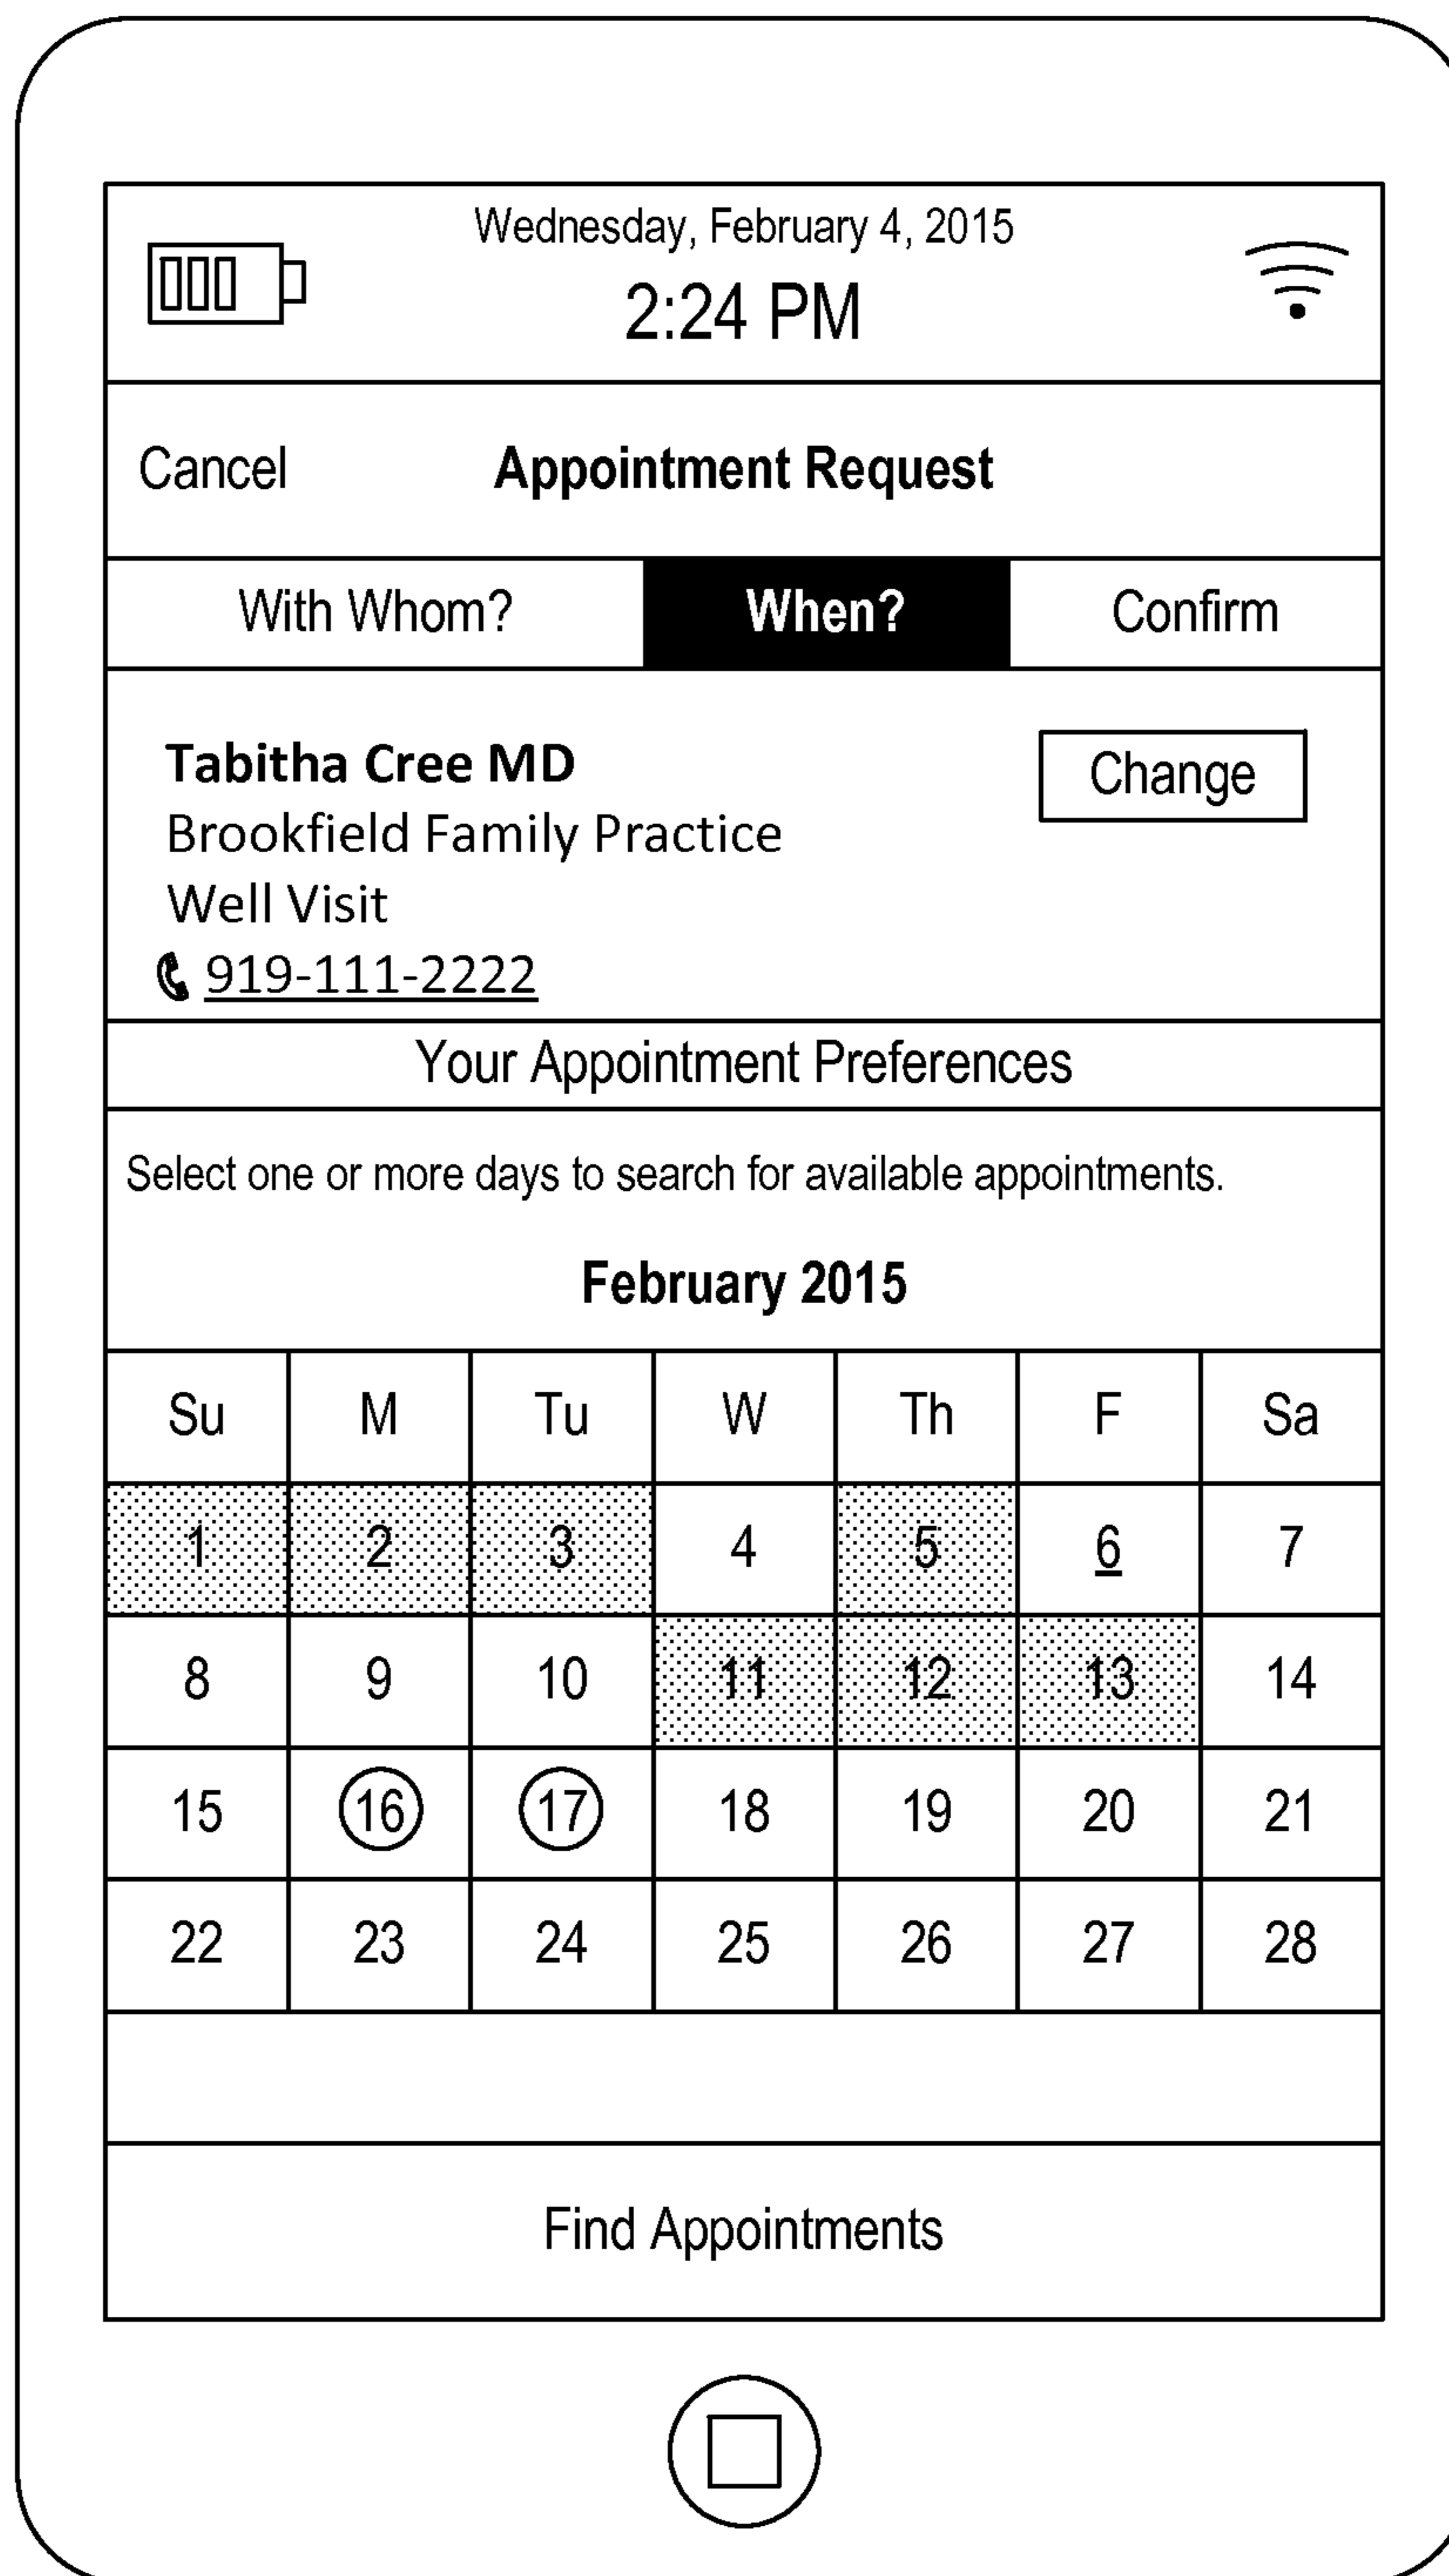 Wednesday, February 4, 2015
2:24 PM
Cancel Appointment Request
With Whom? When? Confirm
Tabitha Cree MD
Change
Brookfield Family Practice
Well Visit
919-111-2222
Your Appointment Preferences
Select one or more days to search for available appointments.
February 2015
Su M Tu W Th F Sa
1 2 3 4 5 6 7
8 9 10 11 12 13 14
15 16 17 18 19 20 21
22 23 24 25 26 27 28
Find Appointments